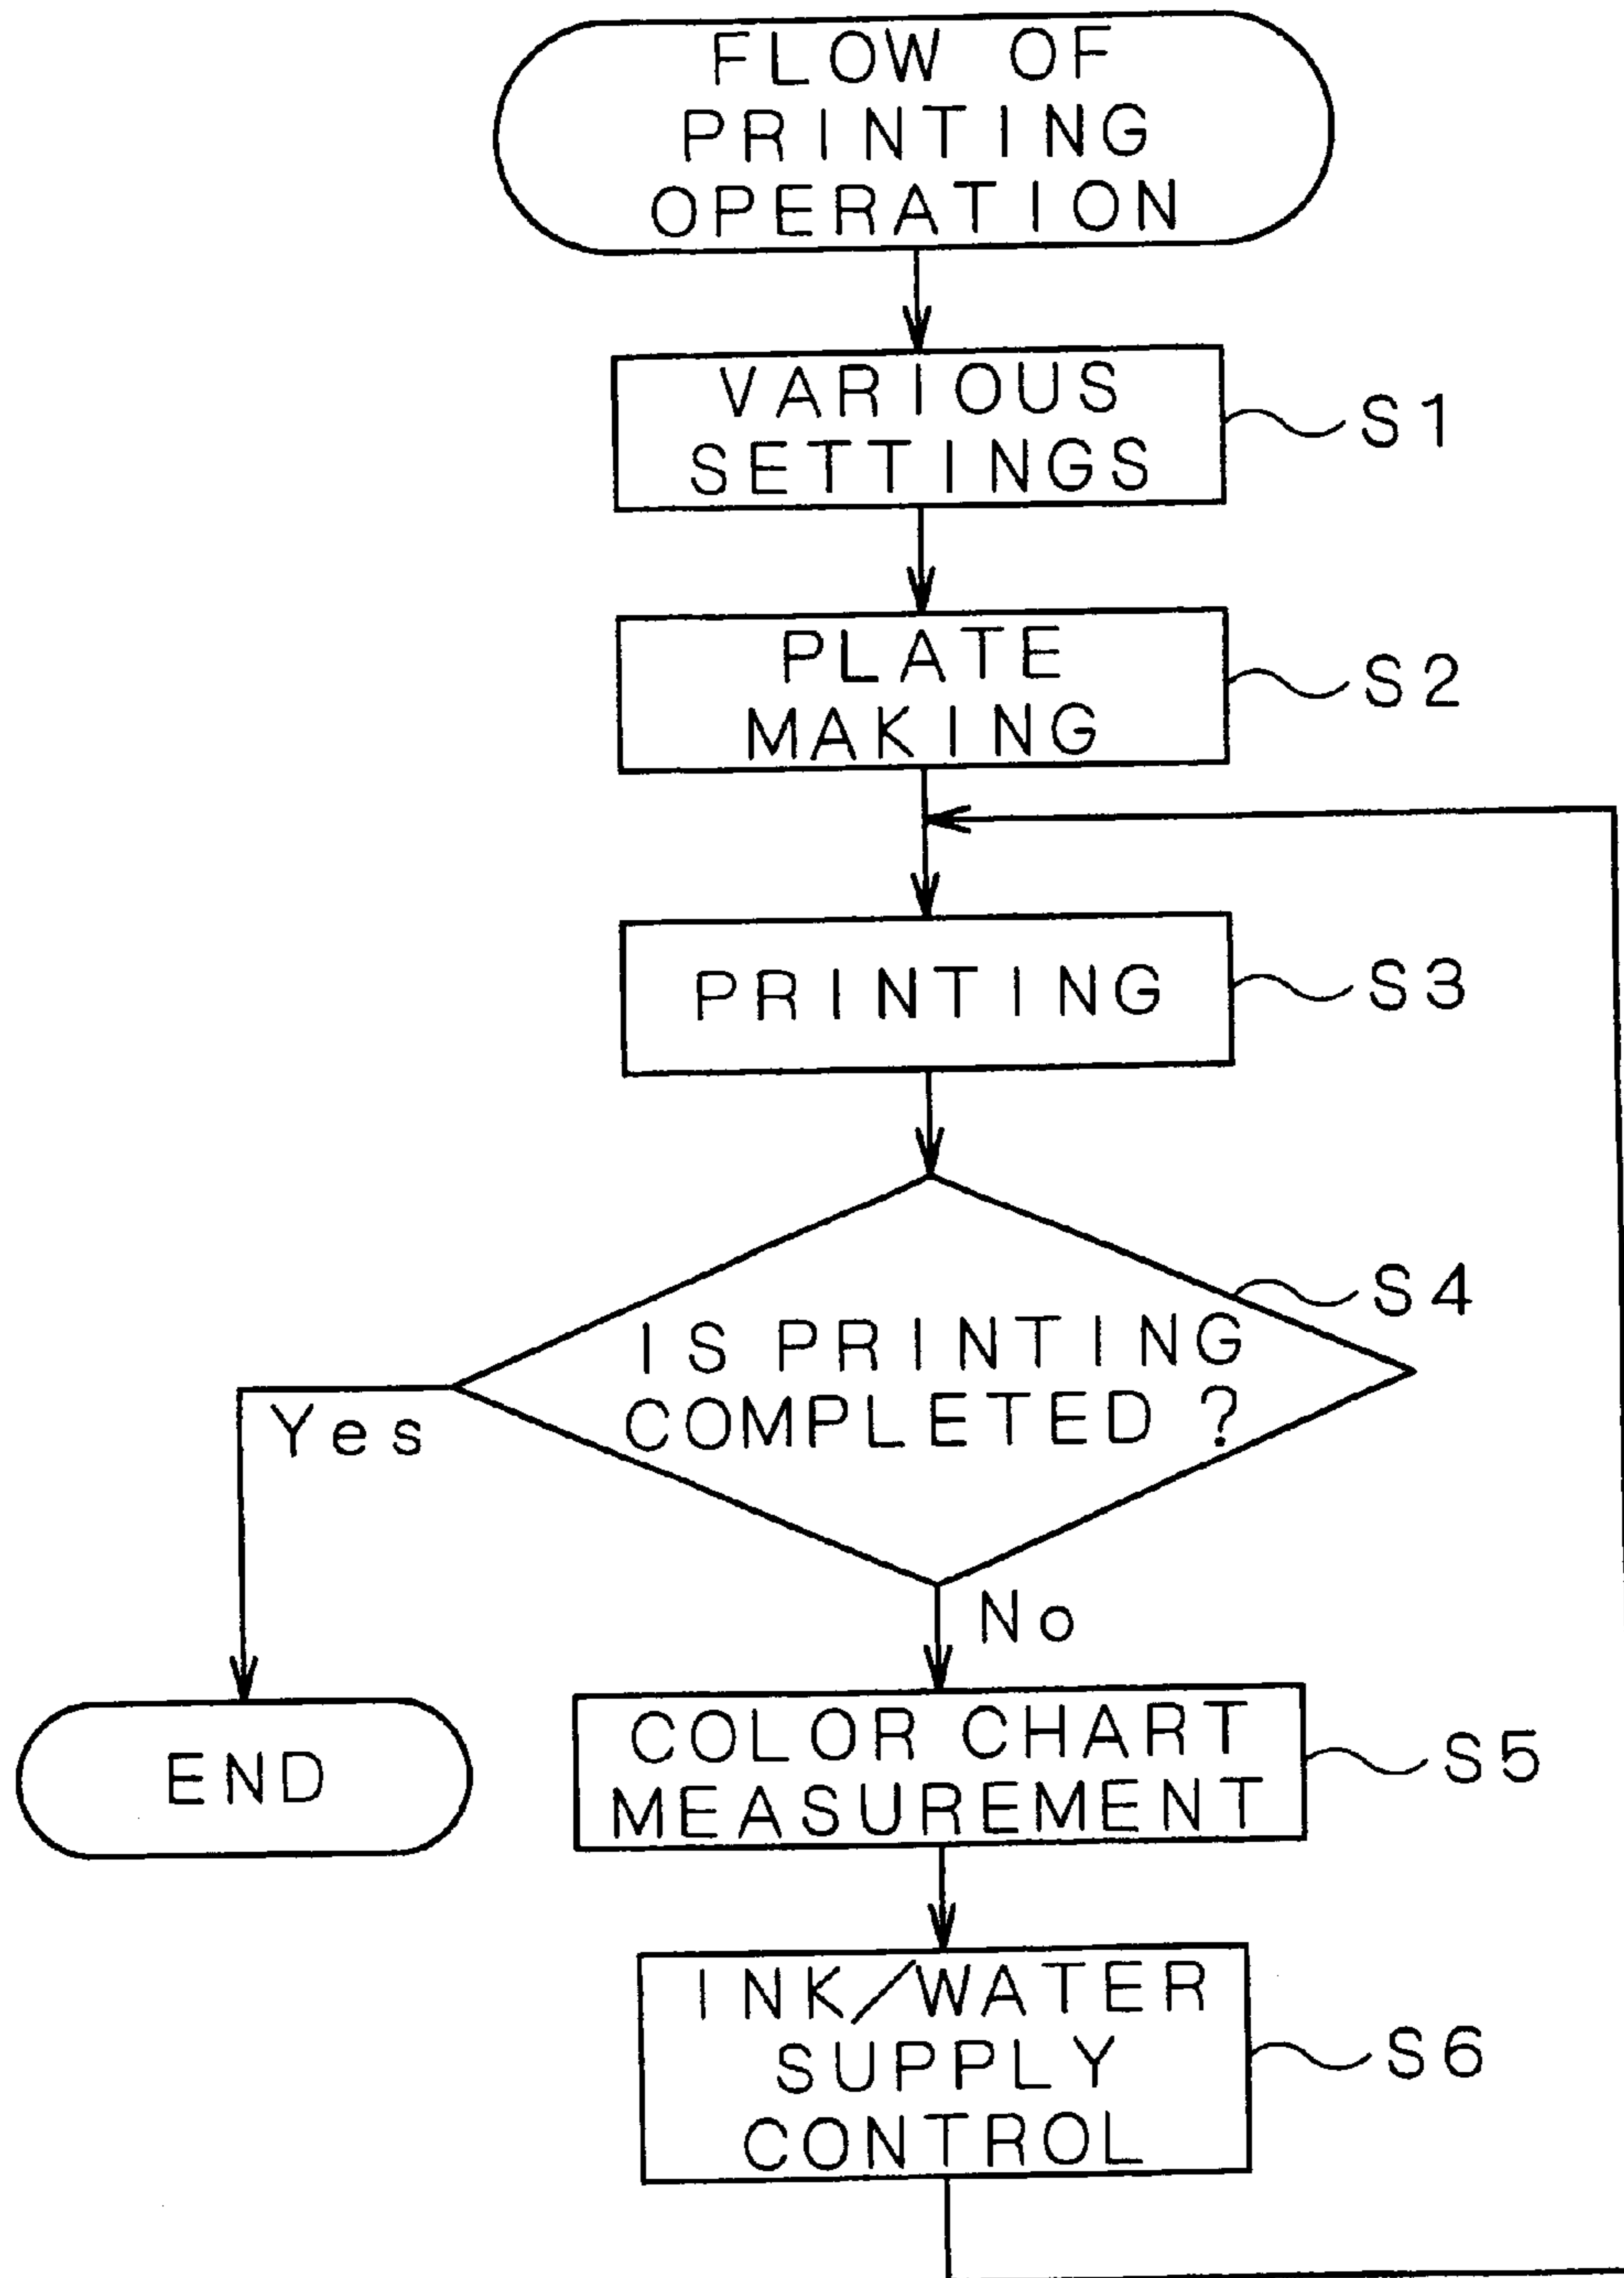 FLOW OF
PRINTING
OPERATION
VARIOUS
SETTINGS
S1
PLATE
MAKING
S2
PRINTING
S3
S4
IS PRINTING
COMPLETED ?
Yes
No
END
COLOR CHART
MEASUREMENT
S5
INK/WATER
SUPPLY
CONTROL
S6